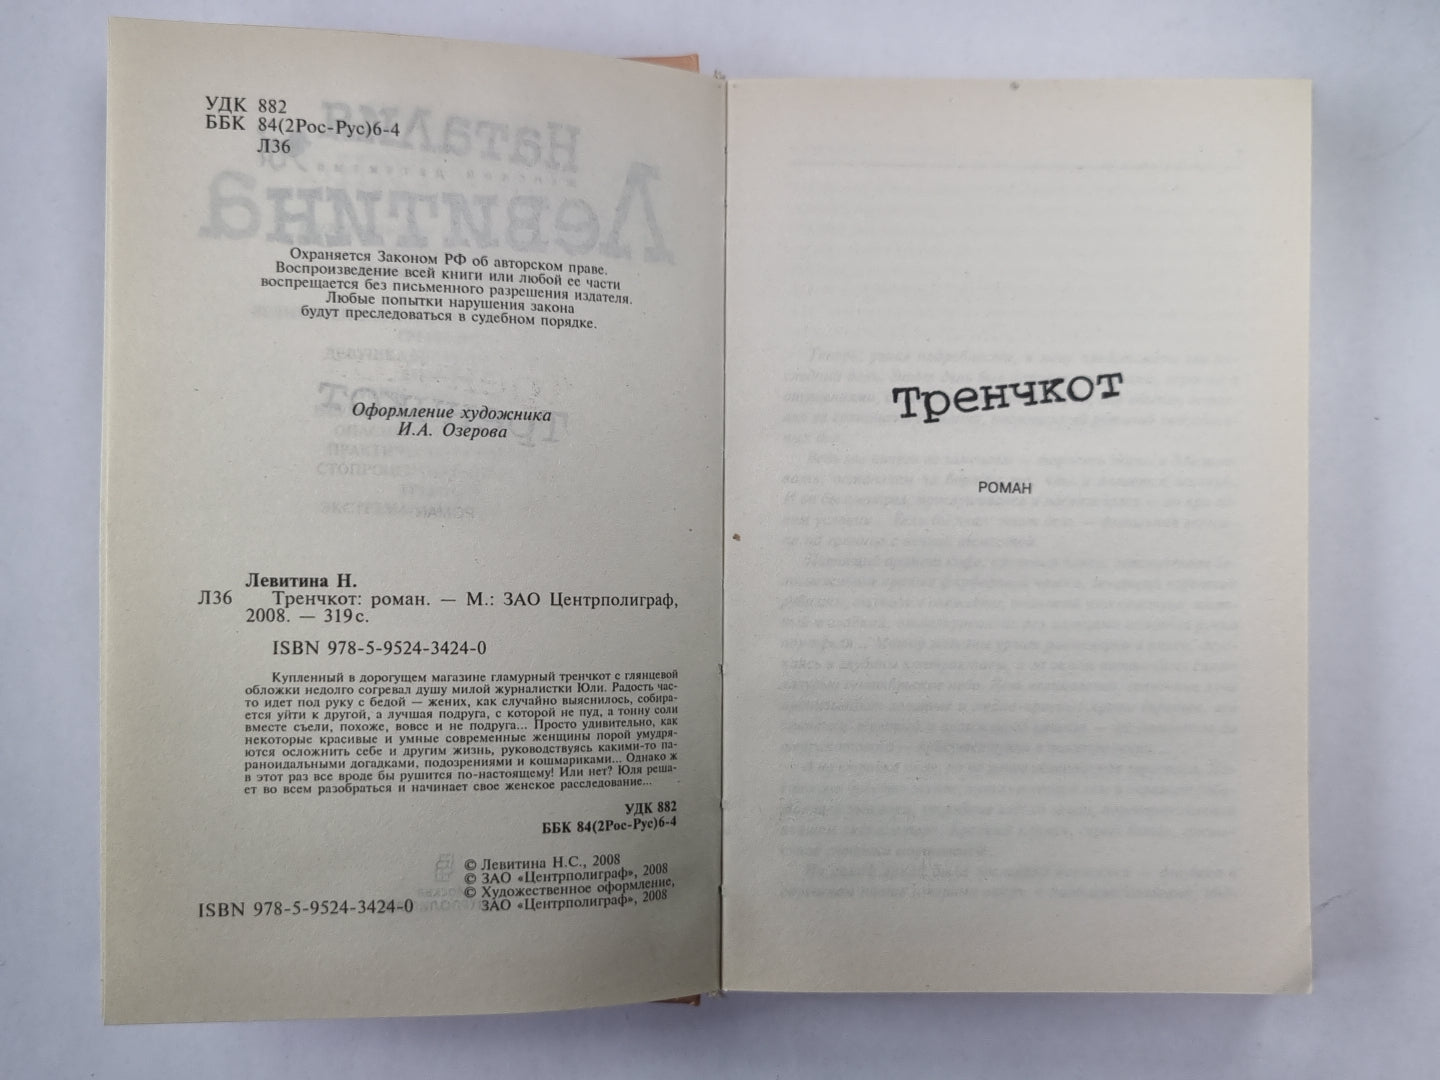 УДК 882
ББК 84(2Рос-Рус)6-4
Л36
Охраняется Законом РФ об авторском праве.
Воспроизведение всей книги или любой ее части
воспрещается без письменного разрешения издателя.
Любые попытки нарушения закона
будут преследоваться в судебном порядке.
Оформление художника
И.А. Озерова
Левитина Н.
Л36 Тренчкот: роман. — М.: ЗАО Центрполиграф,
2008. — 319 с.
ISBN 978-5-9524-3424-0
Купленный в дорогущем магазине гламурный тренчкот с глянцевой
обложки недолго согревал душу милой журналистки Юли. Радость час-
то идет под руку с бедой — жених, как случайно выяснилось, собира-
ется уйти к другой, а лучшая подруга, с которой не пуд, а тонну соли
вместе съели, похоже, вовсе и не подруга... Просто удивительно, как
некоторые красивые и умные современные женщины порой умудря-
ются осложнить себе и другим жизнь, руководствуясь какими-то па-
раноидальными догадками, подозрениями и кошмариками... Однако ж
в этот раз все вроде бы рушится по-настоящему! Или нет? Юля реша-
ет во всем разобраться и начинает свое женское расследование...
УДК 882
ББК 84(2Рос-Рус)6-4
© Левитина Н.С., 2008
© ЗАО «Центрполиграф», 2008
© Художественное оформление,
ЗАО «Центрполиграф», 2008
ISBN 978-5-9524-3424-0
Тренчкот
РОМАН